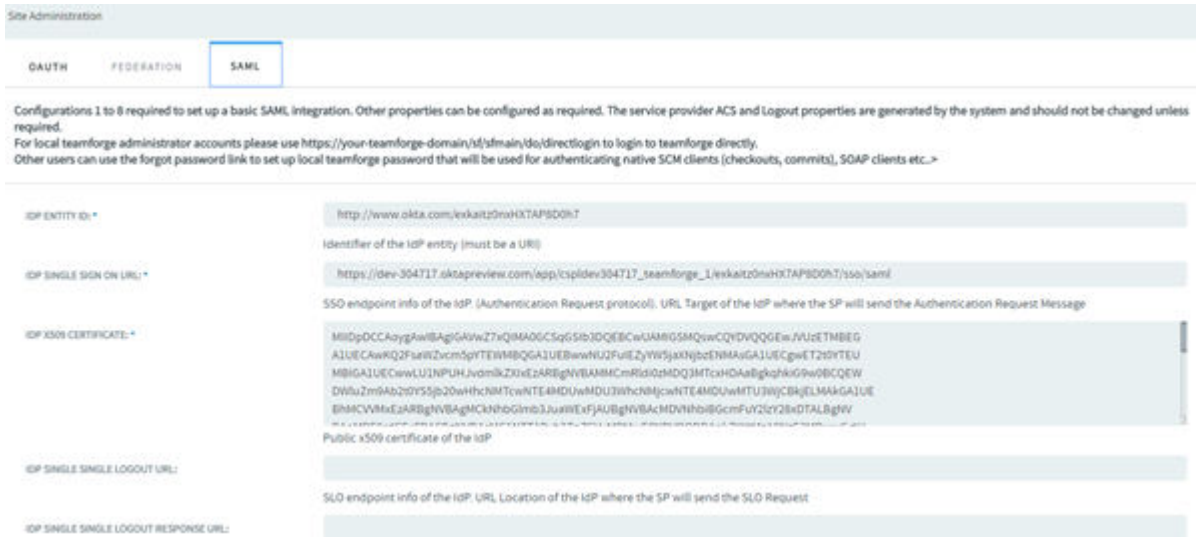 Site Administration
OAUTH FEDERATION SAML
Configurations 1 to 8 required to set up a basic SAML integration. Other properties can be configured as required. The service provider ACS and Logout properties are generated by the system and should not be changed unless
required.
For local teamforge administrator accounts please use https://your-teamforge-domain/sf/sfmain/do/directlogin to login to teamforge directly.
Other users can use the forgot password link to set up local teamforge password that will be used for authenticating native SCM clients (checkouts, commits), SOAP clients etc..>
IDP ENTITY ID: * http://www.okta.com/exkaitz0nxHX7AP8D0h7
Identifier of the IdP entity (must be a URI)
IDP SINGLE SIGN ON URL: * https://dev-304717.oktapreview.com/app/cspldev304717_teamforge_1/exkaitz0nxHX7AP8D0h7/sso/saml
SSO endpoint info of the IdP. (Authentication Request protocol). URL Target of the IdP where the SP will send the Authentication Request Message
IDP X509 CERTIFICATE: *
Public x509 certificate of the IdP
IDP SINGLE SINGLE LOGOUT URL:
SLO endpoint info of the IdP. URL Location of the IdP where the SP will send the SLO Request
IDP SINGLE SINGLE LOGOUT RESPONSE URL: